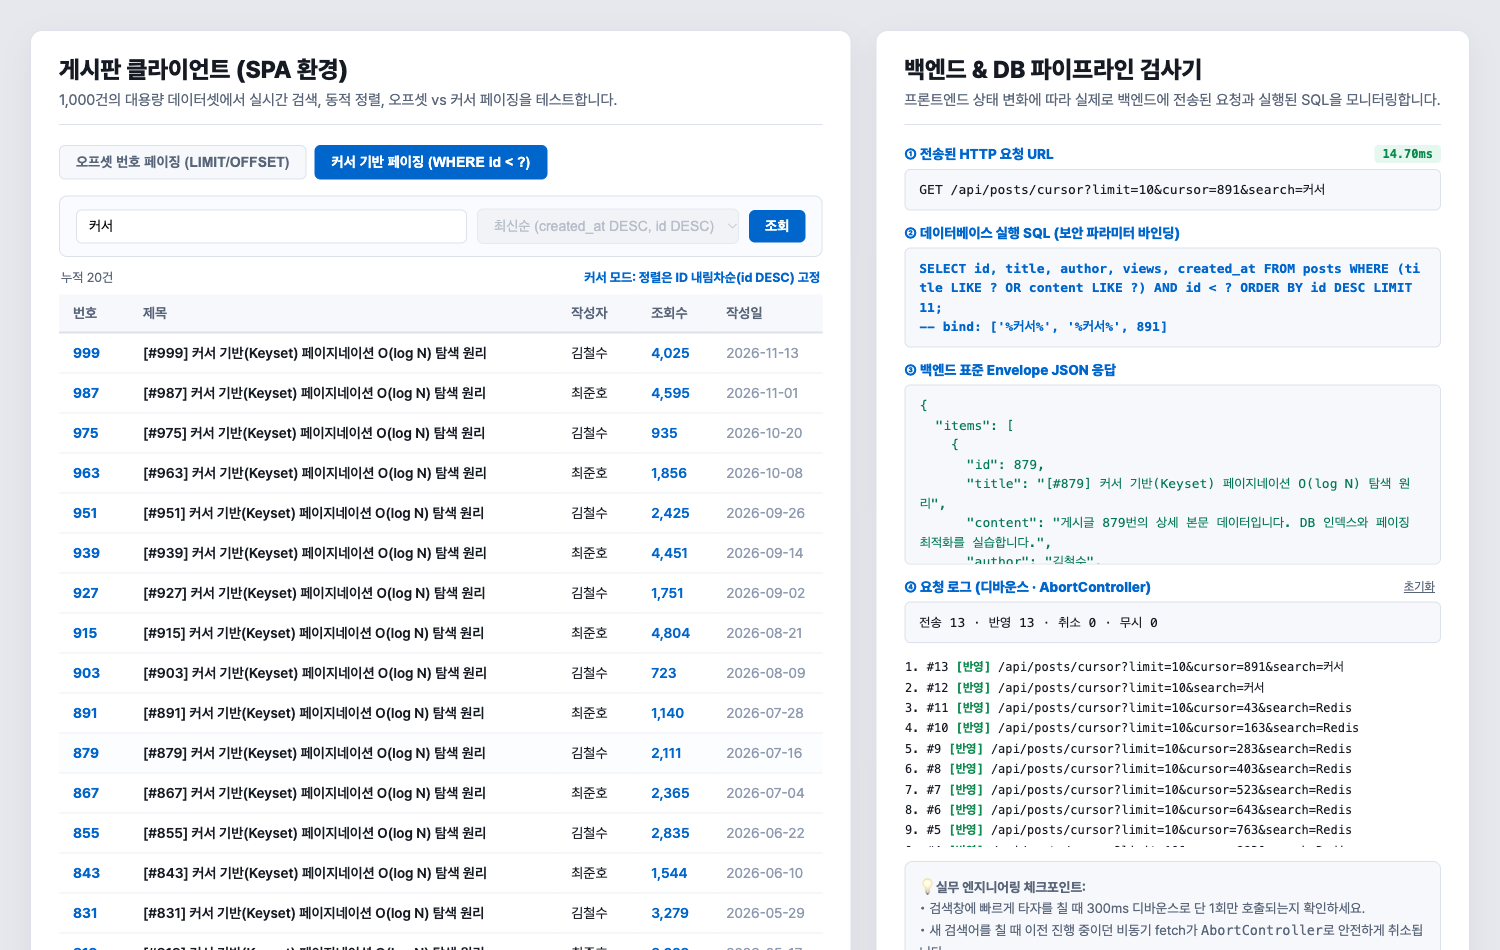 게시판 클라이언트 (SPA 환경)
1,000건의 대용량 데이터셋에서 실시간 검색, 동적 정렬, 오프셋 vs 커서 페이징을 테스트합니다.
오프셋 번호 페이징 (LIMIT/OFFSET)
커서 기반 페이징 (WHERE id < ?)
커서
최신순 (created_at DESC, id DESC)
조회
누적 20건
커서 모드: 정렬은 ID 내림차순(id DESC) 고정
번호 제목 작성자 조회수 작성일
999 [#999] 커서 기반(Keyset) 페이지네이션 O(log N) 탐색 원리 김철수 4,025 2026-11-13
987 [#987] 커서 기반(Keyset) 페이지네이션 O(log N) 탐색 원리 최준호 4,595 2026-11-01
975 [#975] 커서 기반(Keyset) 페이지네이션 O(log N) 탐색 원리 김철수 935 2026-10-20
963 [#963] 커서 기반(Keyset) 페이지네이션 O(log N) 탐색 원리 최준호 1,856 2026-10-08
951 [#951] 커서 기반(Keyset) 페이지네이션 O(log N) 탐색 원리 김철수 2,425 2026-09-26
939 [#939] 커서 기반(Keyset) 페이지네이션 O(log N) 탐색 원리 최준호 4,451 2026-09-14
927 [#927] 커서 기반(Keyset) 페이지네이션 O(log N) 탐색 원리 김철수 1,751 2026-09-02
915 [#915] 커서 기반(Keyset) 페이지네이션 O(log N) 탐색 원리 최준호 4,804 2026-08-21
903 [#903] 커서 기반(Keyset) 페이지네이션 O(log N) 탐색 원리 김철수 723 2026-08-09
891 [#891] 커서 기반(Keyset) 페이지네이션 O(log N) 탐색 원리 최준호 1,140 2026-07-28
879 [#879] 커서 기반(Keyset) 페이지네이션 O(log N) 탐색 원리 김철수 2,111 2026-07-16
867 [#867] 커서 기반(Keyset) 페이지네이션 O(log N) 탐색 원리 최준호 2,365 2026-07-04
855 [#855] 커서 기반(Keyset) 페이지네이션 O(log N) 탐색 원리 김철수 2,835 2026-06-22
843 [#843] 커서 기반(Keyset) 페이지네이션 O(log N) 탐색 원리 최준호 1,544 2026-06-10
831 [#831] 커서 기반(Keyset) 페이지네이션 O(log N) 탐색 원리 김철수 3,279 2026-05-29
백엔드 & DB 파이프라인 검사기
프론트엔드 상태 변화에 따라 실제로 백엔드에 전송된 요청과 실행된 SQL을 모니터링합니다.
① 전송된 HTTP 요청 URL
14.70ms
GET /api/posts/cursor?limit=10&cursor=891&search=커서
② 데이터베이스 실행 SQL (보안 파라미터 바인딩)
SELECT id, title, author, views, created_at FROM posts WHERE (ti
tle LIKE ? OR content LIKE ?) AND id < ? ORDER BY id DESC LIMIT
11;
-- bind: ['%커서%', '%커서%', 891]
③ 백엔드 표준 Envelope JSON 응답
{
"items": [
{
"id": 879,
"title": "[#879] 커서 기반(Keyset) 페이지네이션 O(log N) 탐색 원
리",
"content": "게시글 879번의 상세 본문 데이터입니다. DB 인덱스와 페이징
최적화를 실습합니다.",
"author": "김철수",
④ 요청 로그 (디바운스 · AbortController)
초기화
전송 13 · 반영 13 · 취소 0 · 무시 0
1. #13 [반영] /api/posts/cursor?limit=10&cursor=891&search=커서
2. #12 [반영] /api/posts/cursor?limit=10&search=커서
3. #11 [반영] /api/posts/cursor?limit=10&cursor=43&search=Redis
4. #10 [반영] /api/posts/cursor?limit=10&cursor=163&search=Redis
5. #9 [반영] /api/posts/cursor?limit=10&cursor=283&search=Redis
6. #8 [반영] /api/posts/cursor?limit=10&cursor=403&search=Redis
7. #7 [반영] /api/posts/cursor?limit=10&cursor=523&search=Redis
8. #6 [반영] /api/posts/cursor?limit=10&cursor=643&search=Redis
9. #5 [반영] /api/posts/cursor?limit=10&cursor=763&search=Redis
💡실무 엔지니어링 체크포인트:
• 검색창에 빠르게 타자를 칠 때 300ms 디바운스로 단 1회만 호출되는지 확인하세요.
• 새 검색어를 칠 때 이전 진행 중이던 비동기 fetch가 AbortController로 안전하게 취소됩